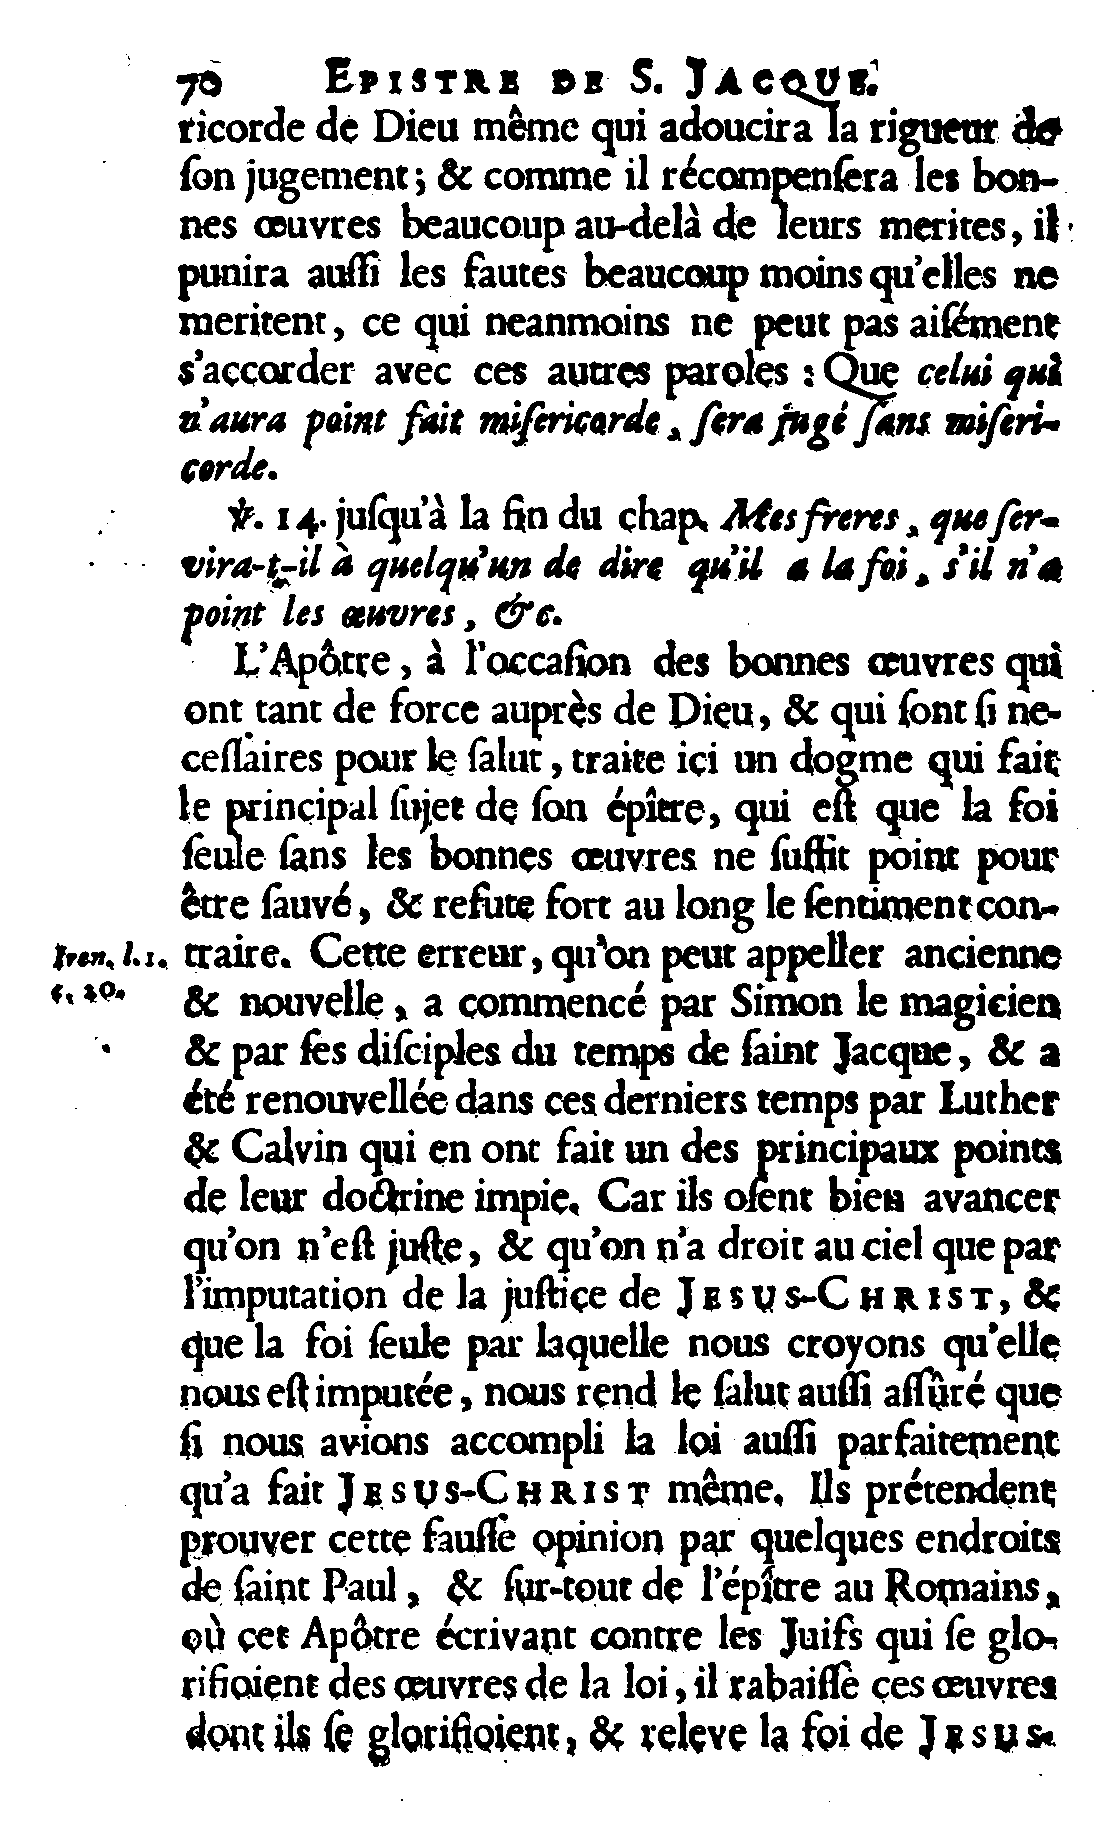 70 EPISTRE DE S. JACQUE.
ricorde de Dieu même qui adoucira la rigueur de
ſon jugement ; & comme il récompenſera les bon-
nes œuvres beaucoup au-delà de leurs merites, il
punira auſſi les fautes beaucoup moins qu'elles ne
meritent, ce qui neanmoins ne peut pas aiſément
s'accorder avec ces autres paroles : Que celui qui
n'aura point fait miſericorde, ſera jugé ſans miſeri-
corde.
℣. 14. juſqu'à la fin du chap. Mes freres, que ſer-
vira-t-il à quelqu'un de dire qu'il a la foi, s'il n'a
point les œuvres, &c.
L'Apôtre, à l'occaſion des bonnes œuvres qui
ont tant de force auprès de Dieu, & qui ſont ſi ne-
ceſſaires pour le ſalut, traite ici un dogme qui fait
le principal ſujet de ſon épître, qui eſt que la foi
ſeule ſans les bonnes œuvres ne ſuffit point pour
être ſauvé, & refute fort au long le ſentiment con-
Iren. l. 1. traire. Cette erreur, qu'on peut appeller ancienne
c. 20. & nouvelle, a commencé par Simon le magicien
& par ſes diſciples du temps de ſaint Jacque, & a
été renouvellée dans ces derniers temps par Luther
& Calvin qui en ont fait un des principaux points
de leur doctrine impie. Car ils oſent bien avancer
qu'on n'eſt juſte, & qu'on n'a droit au ciel que par
l'imputation de la juſtice de JESUS-CHRIST, &
que la foi ſeule par laquelle nous croyons qu'elle
nous eſt imputée, nous rend le ſalut auſſi aſſûré que
ſi nous avions accompli la loi auſſi parfaitement
qu'a fait JESUS-CHRIST même. Ils prétendent
prouver cette fauſſe opinion par quelques endroits
de ſaint Paul, & ſur-tout de l'épître au Romains,
où cet Apôtre écrivant contre les Juifs qui ſe glo-
rifioient des œuvres de la loi, il rabaiſſe ces œuvres
dont ils ſe glorifioient, & releve la foi de JESUS-